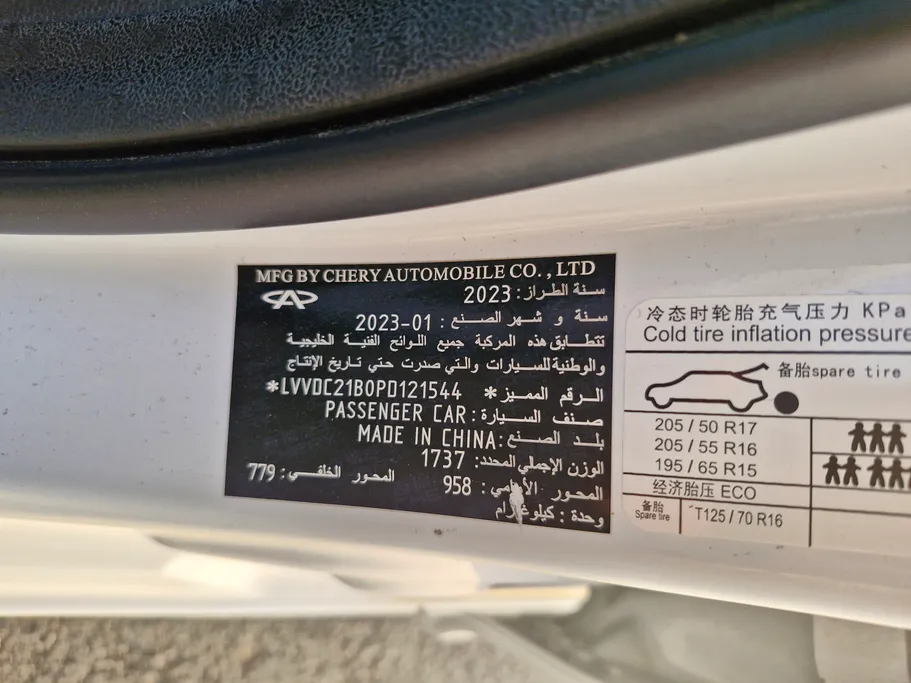 MFG BY CHERY AUTOMOBILE CO., LTD
سنة الطراز: 2023
سنة و شهر الصنع: 2023-01
تتطابق هذه المركبة جميع اللوائح الفنية الخليجية
والوطنية للسيارات والتي صدرت حتي تاريخ الإنتاج
الرقم المميز: *LVVDC21B0PD121544*
صنف السيارة: PASSENGER CAR
بلد الصنع: MADE IN CHINA
الوزن الإجمالي المحدد: 1737
المحور الأمامي: 958 المحور الخلفي: 779
وحدة: كيلوغرام
冷态时轮胎充气压力 KPa
Cold tire inflation pressure
备胎spare tire
205 / 50 R17
205 / 55 R16
195 / 65 R15
经济胎压 ECO
备胎
Spare tire
T125 / 70 R16